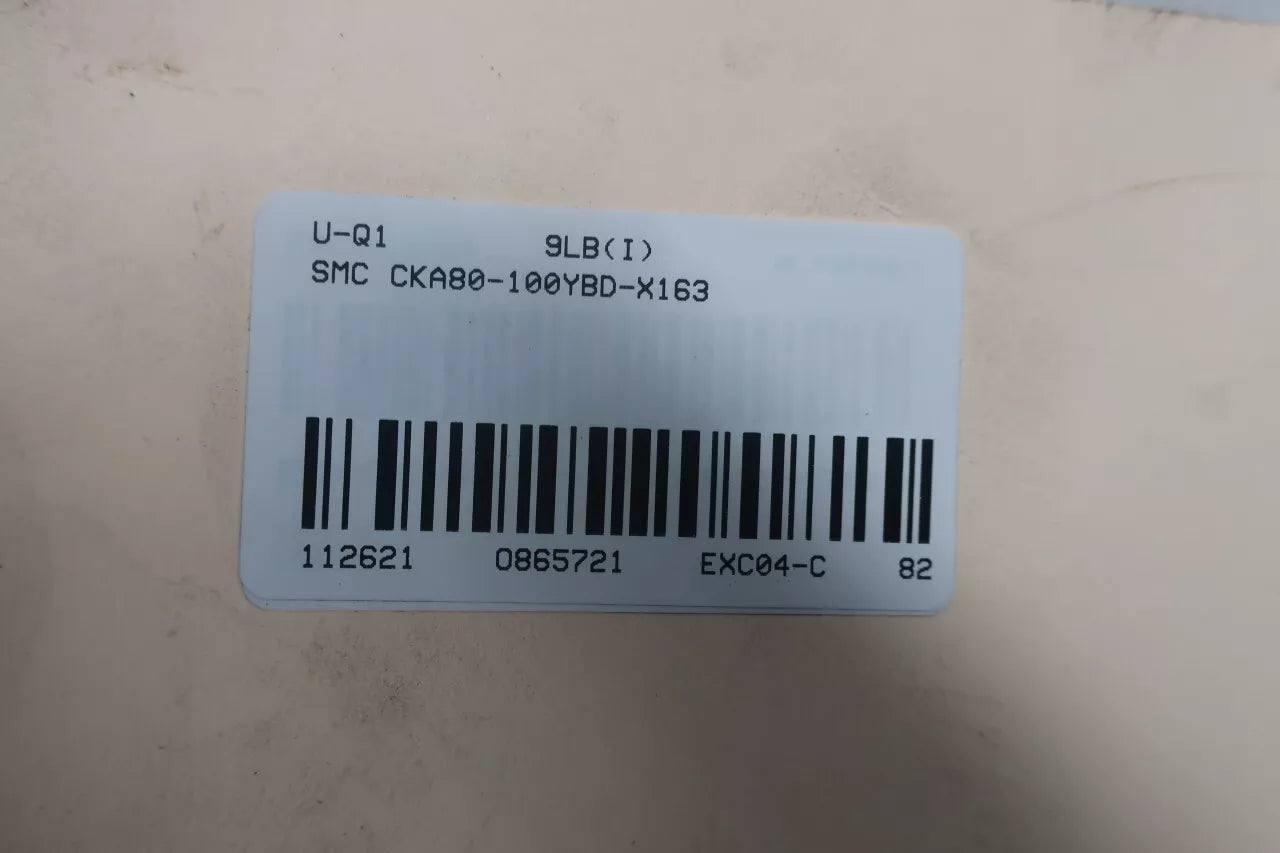 U-Q1 9LB(I)
SMC CKA80-100YBD-X163
112621 0865721 EXC04-C 82